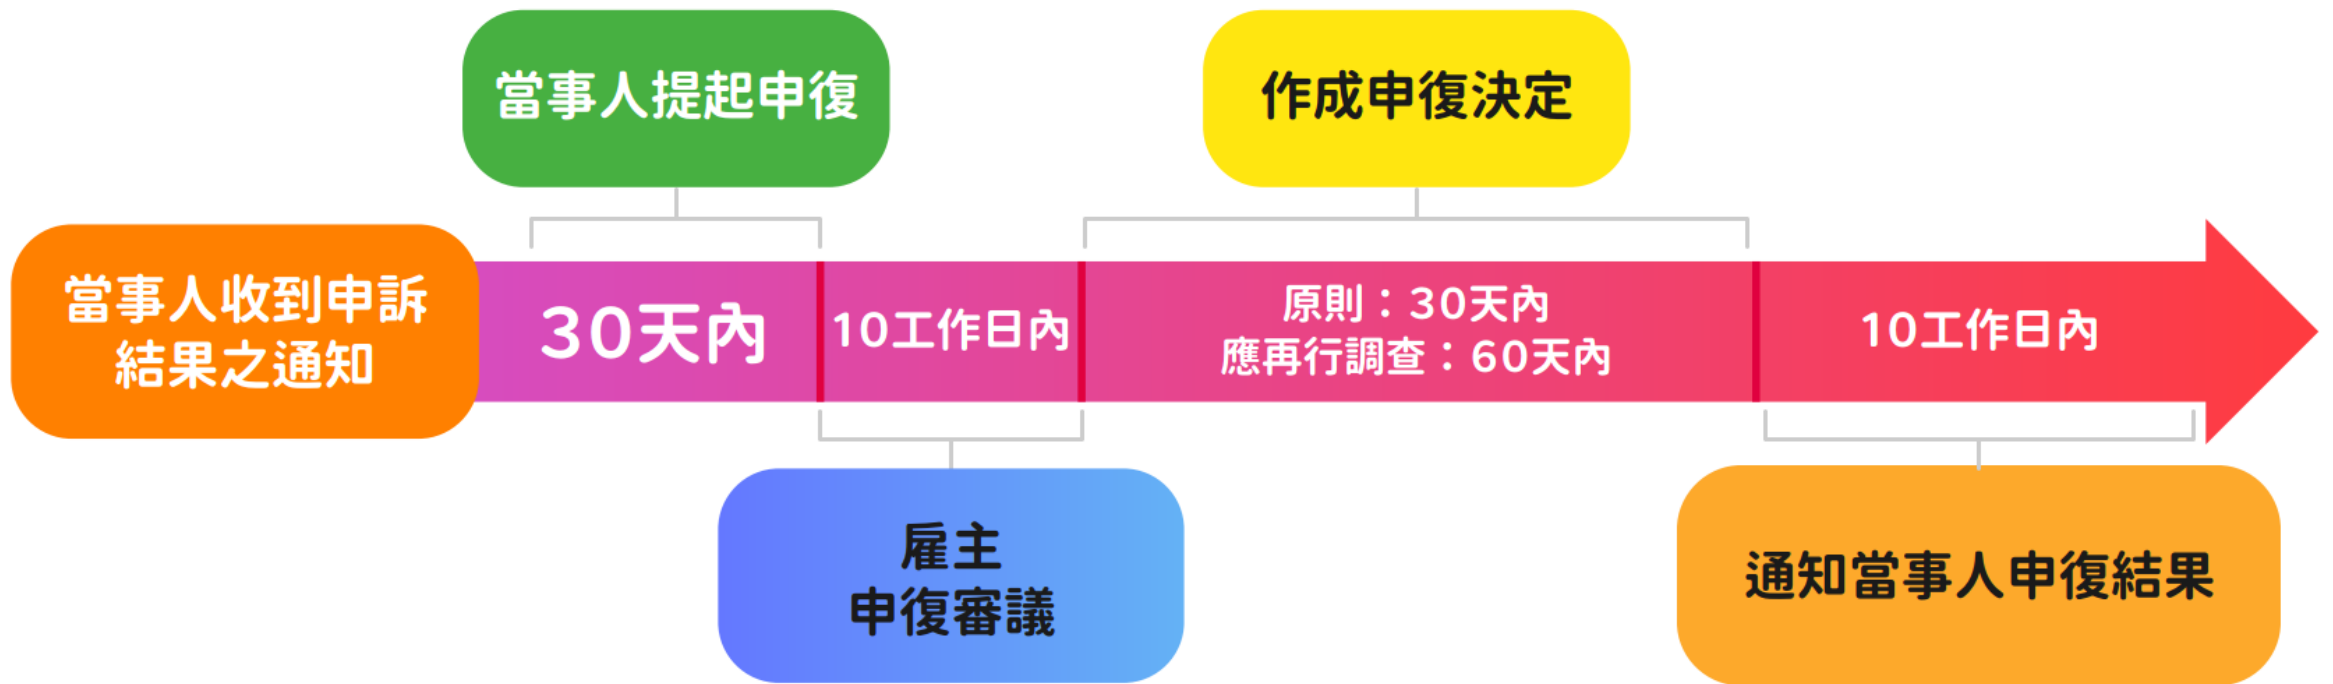 當事人提起申復
作成申復決定
當事人收到申訴
結果之通知
30天內
10工作日內
原則：30天內
應再行調查：60天內
10工作日內
雇主
申復審議
通知當事人申復結果